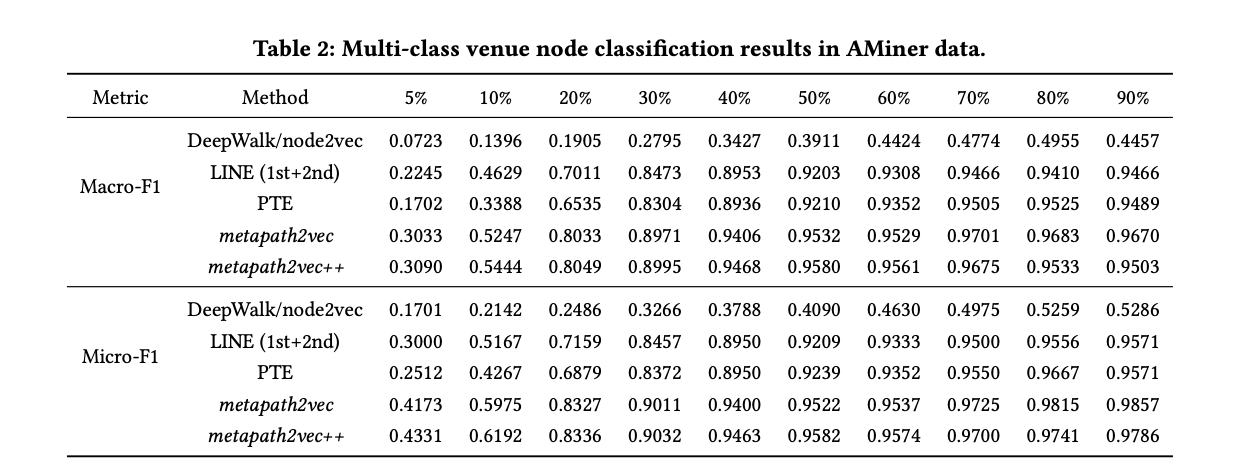 Table 2: Multi-class venue node classification results in AMiner data.
Metric Method 5% 10% 20% 30% 40% 50% 60% 70% 80% 90%
DeepWalk/node2vec 0.0723 0.1396 0.1905 0.2795 0.3427 0.3911 0.4424 0.4774 0.4955 0.4457
LINE (1st+2nd) 0.2245 0.4629 0.7011 0.8473 0.8953 0.9203 0.9308 0.9466 0.9410 0.9466
Macro-F1
PTE 0.1702 0.3388 0.6535 0.8304 0.8936 0.9210 0.9352 0.9505 0.9525 0.9489
metapath2vec 0.3033 0.5247 0.8033 0.8971 0.9406 0.9532 0.9529 0.9701 0.9683 0.9670
metapath2vec++ 0.3090 0.5444 0.8049 0.8995 0.9468 0.9580 0.9561 0.9675 0.9533 0.9503
DeepWalk/node2vec 0.1701 0.2142 0.2486 0.3266 0.3788 0.4090 0.4630 0.4975 0.5259 0.5286
LINE (1st+2nd) 0.3000 0.5167 0.7159 0.8457 0.8950 0.9209 0.9333 0.9500 0.9556 0.9571
Micro-F1
PTE 0.2512 0.4267 0.6879 0.8372 0.8950 0.9239 0.9352 0.9550 0.9667 0.9571
metapath2vec 0.4173 0.5975 0.8327 0.9011 0.9400 0.9522 0.9537 0.9725 0.9815 0.9857
metapath2vec++ 0.4331 0.6192 0.8336 0.9032 0.9463 0.9582 0.9574 0.9700 0.9741 0.9786